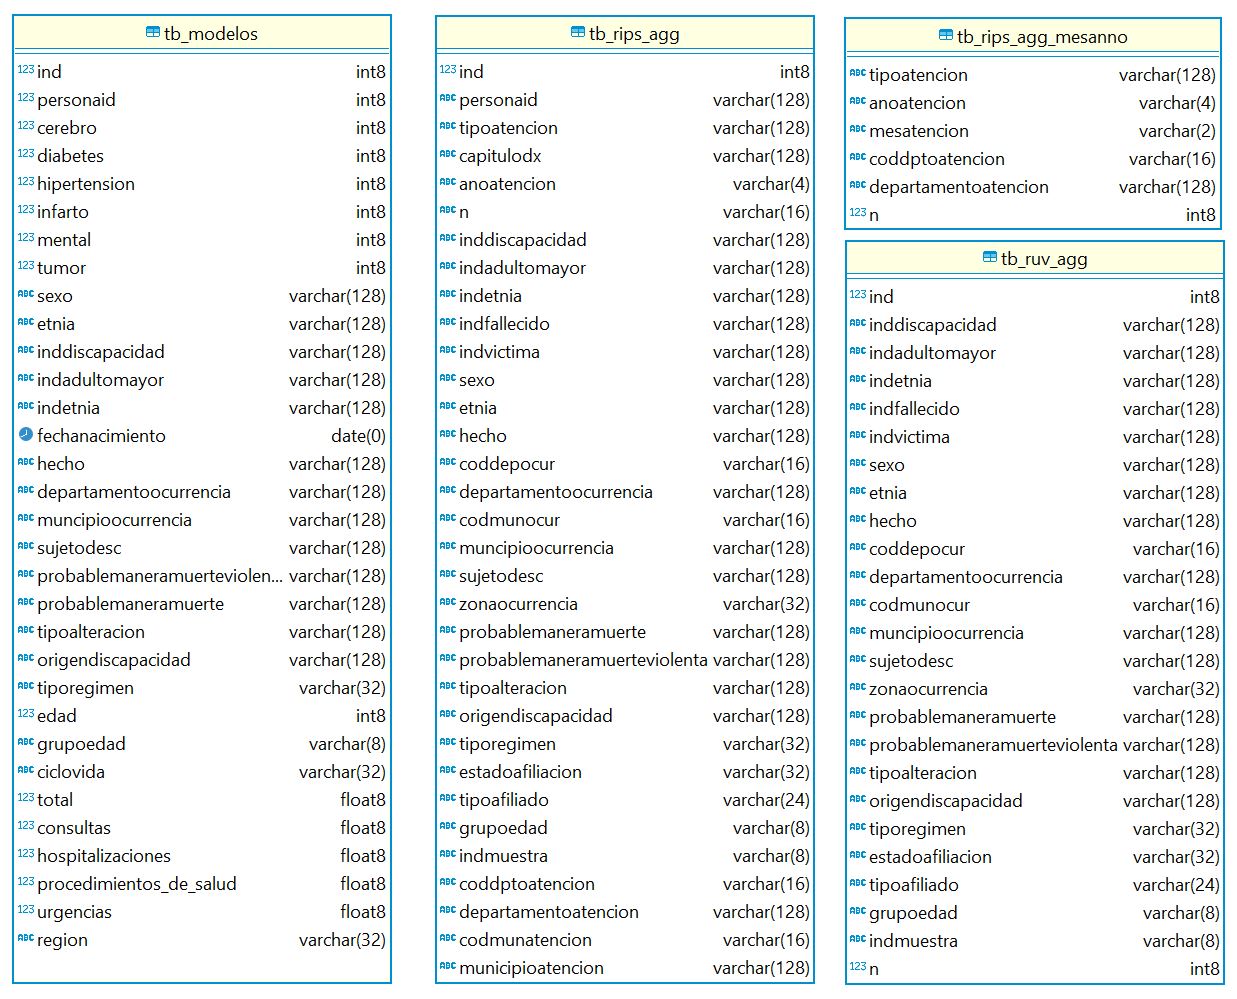 tb_modelos
123 ind int8
123 personaid int8
123 cerebro int8
123 diabetes int8
123 hipertension int8
123 infarto int8
123 mental int8
123 tumor int8
ABC sexo varchar(128)
ABC etnia varchar(128)
ABC inddiscapacidad varchar(128)
ABC indadultomayor varchar(128)
ABC indetnia varchar(128)
fechanacimiento date(0)
ABC hecho varchar(128)
ABC departamentoocurrencia varchar(128)
ABC muncipioocurrencia varchar(128)
ABC sujetodesc varchar(128)
ABC probablemaneramuerteviolen... varchar(128)
ABC probablemaneramuerte varchar(128)
ABC tipoalteracion varchar(128)
ABC origendiscapacidad varchar(128)
ABC tiporegimen varchar(32)
123 edad int8
ABC grupoedad varchar(8)
ABC ciclovida varchar(32)
123 total float8
123 consultas float8
123 hospitalizaciones float8
123 procedimientos_de_salud float8
123 urgencias float8
ABC region varchar(32)
tb_rips_agg
123 ind int8
ABC personaid varchar(128)
ABC tipoatencion varchar(128)
ABC capitulodx varchar(128)
ABC anoatencion varchar(4)
ABC n varchar(16)
ABC inddiscapacidad varchar(128)
ABC indadultomayor varchar(128)
ABC indetnia varchar(128)
ABC indfallecido varchar(128)
ABC indvictima varchar(128)
ABC sexo varchar(128)
ABC etnia varchar(128)
ABC hecho varchar(128)
ABC coddepocur varchar(16)
ABC departamentoocurrencia varchar(128)
ABC codmunocur varchar(16)
ABC muncipioocurrencia varchar(128)
ABC sujetodesc varchar(128)
ABC zonaocurrencia varchar(32)
ABC probablemaneramuerte varchar(128)
ABC probablemaneramuerteviolenta varchar(128)
ABC tipoalteracion varchar(128)
ABC origendiscapacidad varchar(128)
ABC tiporegimen varchar(32)
ABC estadoafiliacion varchar(32)
ABC tipoafiliado varchar(24)
ABC grupoedad varchar(8)
ABC indmuestra varchar(8)
ABC coddptoatencion varchar(16)
ABC departamentoatencion varchar(128)
ABC codmunatencion varchar(16)
ABC municipioatencion varchar(128)
tb_rips_agg_mesanno
ABC tipoatencion varchar(128)
ABC anoatencion varchar(4)
ABC mesatencion varchar(2)
ABC coddptoatencion varchar(16)
ABC departamentoatencion varchar(128)
123 n int8
tb_ruv_agg
123 ind int8
ABC inddiscapacidad varchar(128)
ABC indadultomayor varchar(128)
ABC indetnia varchar(128)
ABC indfallecido varchar(128)
ABC indvictima varchar(128)
ABC sexo varchar(128)
ABC etnia varchar(128)
ABC hecho varchar(128)
ABC coddepocur varchar(16)
ABC departamentoocurrencia varchar(128)
ABC codmunocur varchar(16)
ABC muncipioocurrencia varchar(128)
ABC sujetodesc varchar(128)
ABC zonaocurrencia varchar(32)
ABC probablemaneramuerte varchar(128)
ABC probablemaneramuerteviolenta varchar(128)
ABC tipoalteracion varchar(128)
ABC origendiscapacidad varchar(128)
ABC tiporegimen varchar(32)
ABC estadoafiliacion varchar(32)
ABC tipoafiliado varchar(24)
ABC grupoedad varchar(8)
ABC indmuestra varchar(8)
123 n int8